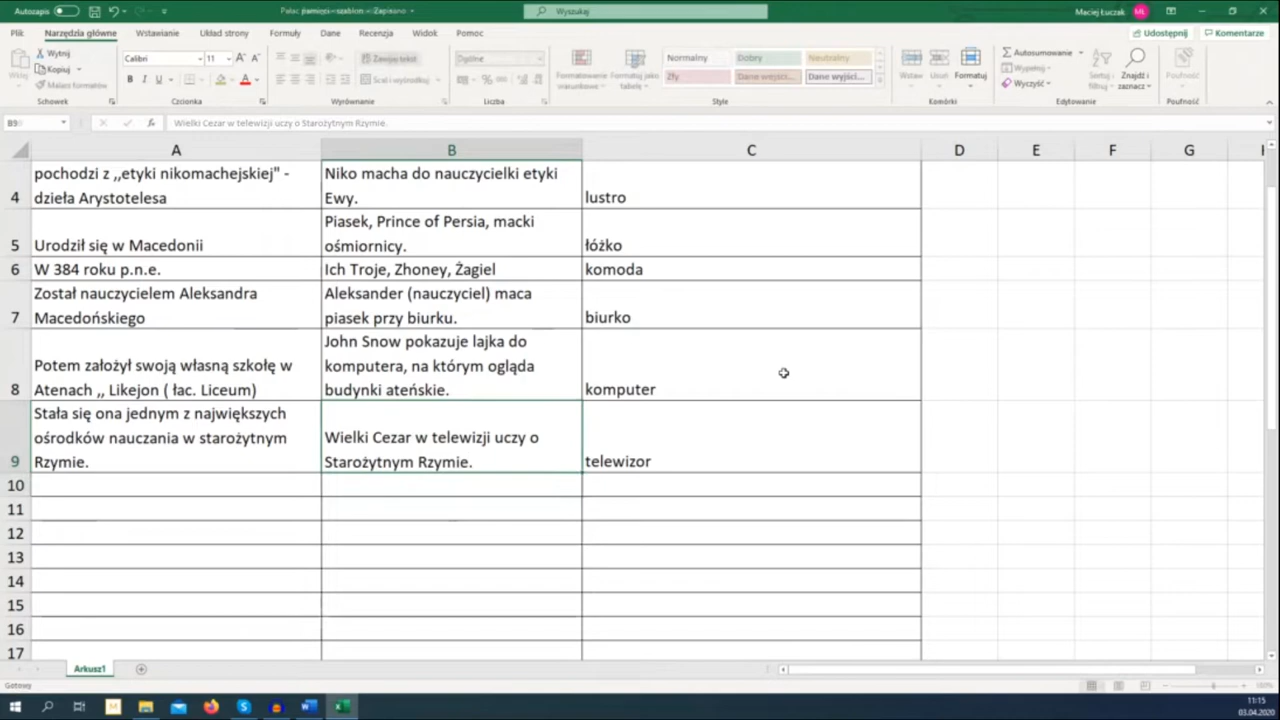 Autozapis
Pałac pamięci - szablon - Zapisano
Wyszukaj
Maciej Łuczak
MŁ
Plik
Narzędzia główne
Wstawianie
Układ strony
Formuły
Dane
Recenzja
Widok
Pomoc
Udostępnij
Komentarze
Wklej
Wytnij
Kopiuj
Malarz formatów
Schowek
Calibri
11
B I U
Czcionka
Zawijaj tekst
Scal i wyśrodkuj
Wyrównanie
Ogólne
Liczba
Formatowanie warunkowe
Formatuj jako tabelę
Normalny
Dobry
Neutralny
Zły
Dane wejści...
Dane wyjści...
Style
Wstaw
Usuń
Formatuj
Komórki
Autosumowanie
Wypełnij
Wyczyść
Sortuj i filtruj
Znajdź i zaznacz
Edytowanie
Poufność
Poufność
B9
fx
Wielki Cezar w telewizji uczy o Starożytnym Rzymie.
A B C D E F G
pochodzi z ,,etyki nikomachejskiej" -
4 dzieła Arystotelesa
Niko macha do nauczycielki etyki
Ewy.
lustro
5 Urodził się w Macedonii
Piasek, Prince of Persia, macki
ośmiornicy.
łóżko
6 W 384 roku p.n.e.
Ich Troje, Zhoney, Żagiel
komoda
Został nauczycielem Aleksandra
7 Macedońskiego
Aleksander (nauczyciel) maca
piasek przy biurku.
biurko
Potem założył swoją własną szkołę w
8 Atenach ,, Likejon ( łac. Liceum)
John Snow pokazuje lajka do
komputera, na którym ogląda
budynki ateńskie.
komputer
Stała się ona jednym z największych
ośrodków nauczania w starożytnym
9 Rzymie.
Wielki Cezar w telewizji uczy o
Starożytnym Rzymie.
telewizor
10
11
12
13
14
15
16
17
Arkusz1
Gotowy
11:15
03.04.2020